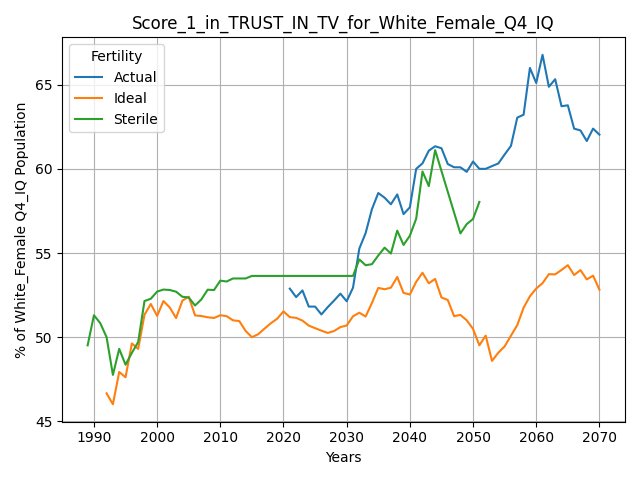 Score_1_in_TRUST_IN_TV_for_White_Female_Q4_IQ
Fertility
Actual
Ideal
Sterile
% of White_Female Q4_IQ Population
65
60
55
50
45
1990 2000 2010 2020 2030 2040 2050 2060 2070
Years